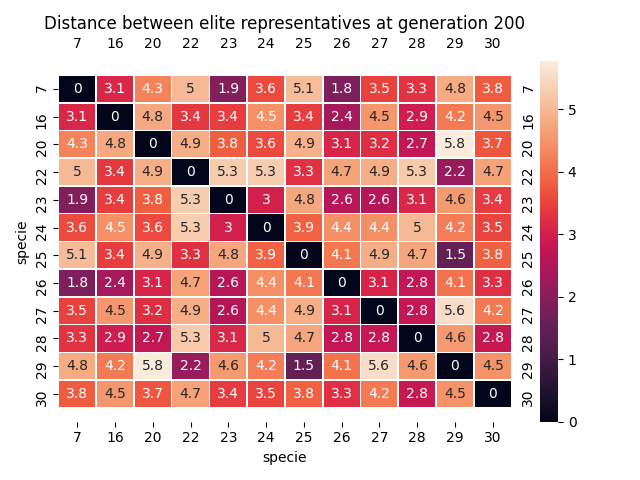 Distance between elite representatives at generation 200
7 16 20 22 23 24 25 26 27 28 29 30
7 0 3.1 4.3 5 1.9 3.6 5.1 1.8 3.5 3.3 4.8 3.8 7
16 3.1 0 4.8 3.4 3.4 4.5 3.4 2.4 4.5 2.9 4.2 4.5 16
20 4.3 4.8 0 4.9 3.8 3.6 4.9 3.1 3.2 2.7 5.8 3.7 20
22 5 3.4 4.9 0 5.3 5.3 3.3 4.7 4.9 5.3 2.2 4.7 22
23 1.9 3.4 3.8 5.3 0 3 4.8 2.6 2.6 3.1 4.6 3.4 23
24 3.6 4.5 3.6 5.3 3 0 3.9 4.4 4.4 5 4.2 3.5 24
25 5.1 3.4 4.9 3.3 4.8 3.9 0 4.1 4.9 4.7 1.5 3.8 25
26 1.8 2.4 3.1 4.7 2.6 4.4 4.1 0 3.1 2.8 4.1 3.3 26
27 3.5 4.5 3.2 4.9 2.6 4.4 4.9 3.1 0 2.8 5.6 4.2 27
28 3.3 2.9 2.7 5.3 3.1 5 4.7 2.8 2.8 0 4.6 2.8 28
29 4.8 4.2 5.8 2.2 4.6 4.2 1.5 4.1 5.6 4.6 0 4.5 29
30 3.8 4.5 3.7 4.7 3.4 3.5 3.8 3.3 4.2 2.8 4.5 0 30
7 16 20 22 23 24 25 26 27 28 29 30
specie
specie
5
4
3
2
1
0